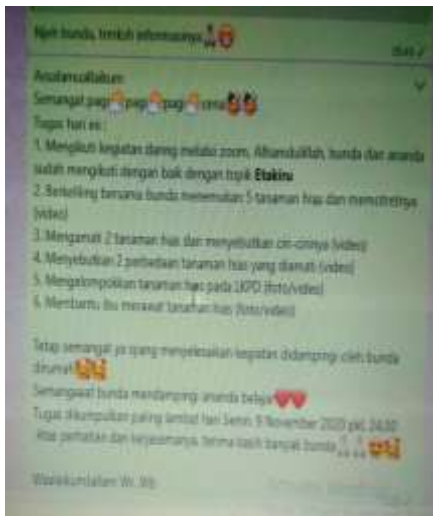 Njeh bunda, trmksh informasinya
Assalamualaikum
Semangat pagi pagi pagi ceria
Tugas hari ini :
1. Mengikuti kegiatan daring melalui zoom, Alhamdulillah, bunda dan ananda
sudah mengikuti dengan baik dengan topik Etakiru
2. Berkeliling bersama bunda menemukan 5 tanaman hias dan memotretnya
(video)
3. Mengamati 2 tanaman hias dan menyebutkan ciri-cirinya (video)
4. Menyebutkan 2 perbedaan tanaman hias yang diamati (video)
5. Mengelompokkan tanaman hias pada LKPD (foto/video)
6. Membantu ibu merawat tanaman hias (foto/video)
Tetap semangat ya syang menyelesaikan kegiatan didampingi oleh bunda
dirumah
Semangaaat bunda mendampingi ananda belajar
Tugas dikumpulkan paling lambat hari Senin, 9 November 2020 pkl. 24.00
Atas perhatian dan kerjasamanya, terima kasih banyak bunda
Waalaikumsalam Wr. Wb